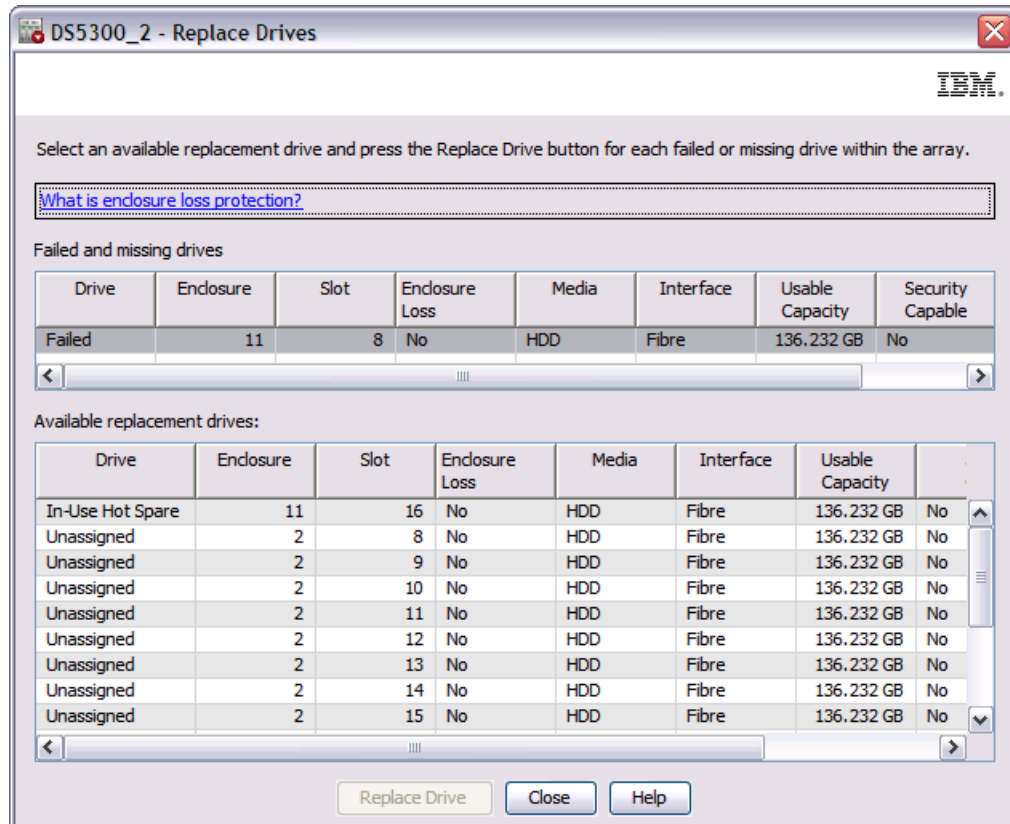 DS5300_2 - Replace Drives
IBM.
Select an available replacement drive and press the Replace Drive button for each failed or missing drive within the array.
What is enclosure loss protection?
Failed and missing drives
Drive Enclosure Slot Enclosure Loss Media Interface Usable Capacity Security Capable
Failed 11 8 No HDD Fibre 136.232 GB No
Available replacement drives:
Drive Enclosure Slot Enclosure Loss Media Interface Usable Capacity
In-Use Hot Spare 11 16 No HDD Fibre 136.232 GB No
Unassigned 2 8 No HDD Fibre 136.232 GB No
Unassigned 2 9 No HDD Fibre 136.232 GB No
Unassigned 2 10 No HDD Fibre 136.232 GB No
Unassigned 2 11 No HDD Fibre 136.232 GB No
Unassigned 2 12 No HDD Fibre 136.232 GB No
Unassigned 2 13 No HDD Fibre 136.232 GB No
Unassigned 2 14 No HDD Fibre 136.232 GB No
Unassigned 2 15 No HDD Fibre 136.232 GB No
Replace Drive Close Help